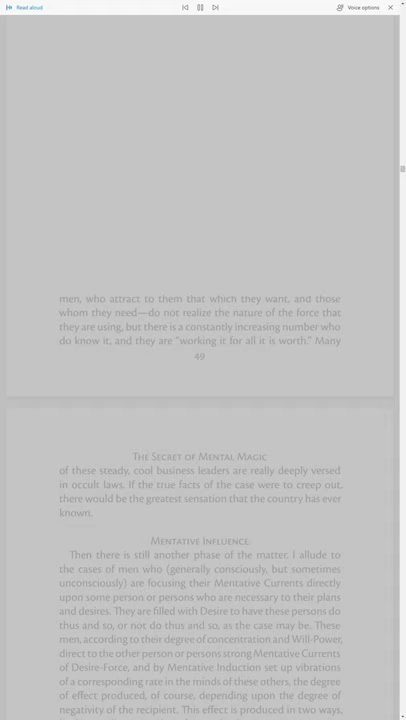 Read aloud
Voice options
men, who attract to them that which they want, and those
whom they need—do not realize the nature of the force that
they are using, but there is a constantly increasing number who
do know it, and they are "working it for all it is worth." Many
49
The Secret of Mental Magic
of these steady, cool business leaders are really deeply versed
in occult laws. If the true facts of the case were to creep out,
there would be the greatest sensation that the country has ever
known.
Mentative Influence.
Then there is still another phase of the matter. I allude to
the cases of men who (generally consciously, but sometimes
unconsciously) are focusing their Mentative Currents directly
upon some person or persons who are necessary to their plans
and desires. They are filled with Desire to have these persons do
thus and so, or not do thus and so, as the case may be. These
men, according to their degree of concentration and Will-Power,
direct to the other person or persons strong Mentative Currents
of Desire-Force, and by Mentative Induction set up vibrations
of a corresponding rate in the minds of these others, the degree
of effect produced, of course, depending upon the degree of
negativity of the recipient. This effect is produced in two ways,